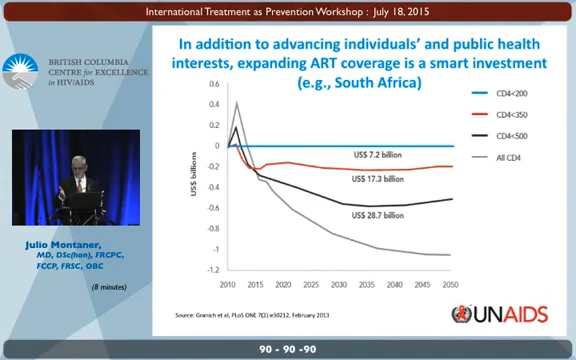 International Treatment as Prevention Workshop : July 18, 2015
BRITISH COLUMBIA
CENTRE for EXCELLENCE
in HIV/AIDS
In addition to advancing individuals' and public health
interests, expanding ART coverage is a smart investment
(e.g., South Africa)
0.6
0.4
0.2
0
-0.2
-0.4
-0.6
-0.8
-1
-1.2
US$ billions
2010
2015
2020
2025
2030
2035
2040
2045
2050
US$ 7.2 billion
US$ 17.3 billion
US$ 28.7 billion
CD4<200
CD4<350
CD4<500
All CD4
Julio Montaner,
MD, DSc(hon), FRCPC,
FCCP, FRSC, OBC
(8 minutes)
Source: Granich et al, PLoS ONE 7(2):e30212, February 2013
UNAIDS
90 - 90 -90